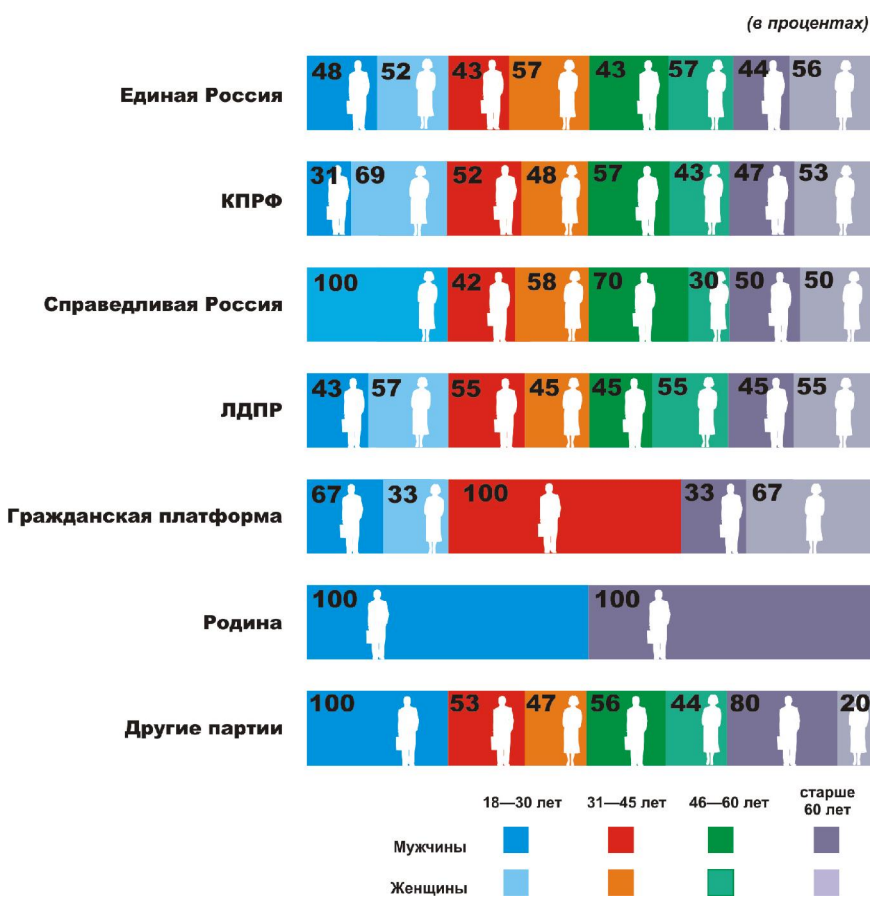 (в процентах)
Единая Россия 48 52 43 57 43 57 44 56
КПРФ 31 69 52 48 57 43 47 53
Справедливая Россия 100 42 58 70 30 50 50
ЛДПР 43 57 55 45 45 55 45 55
Гражданская платформа 67 33 100 33 67
Родина 100 100
Другие партии 100 53 47 56 44 80 20
18—30 лет 31—45 лет 46—60 лет старше
60 лет
Мужчины
Женщины